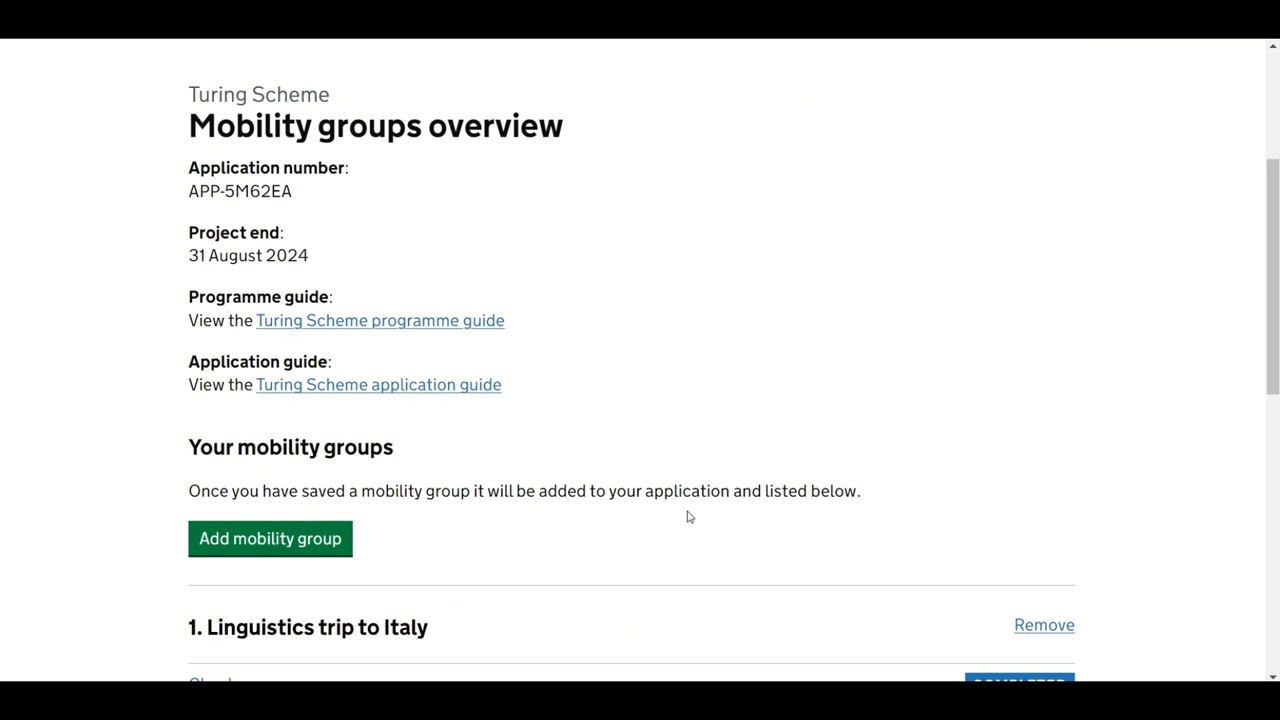 Turing Scheme
Mobility groups overview
Application number:
APP-5M62EA
Project end:
31 August 2024
Programme guide:
View the Turing Scheme programme guide
Application guide:
View the Turing Scheme application guide
Your mobility groups
Once you have saved a mobility group it will be added to your application and listed below.
Add mobility group
1. Linguistics trip to Italy
Remove